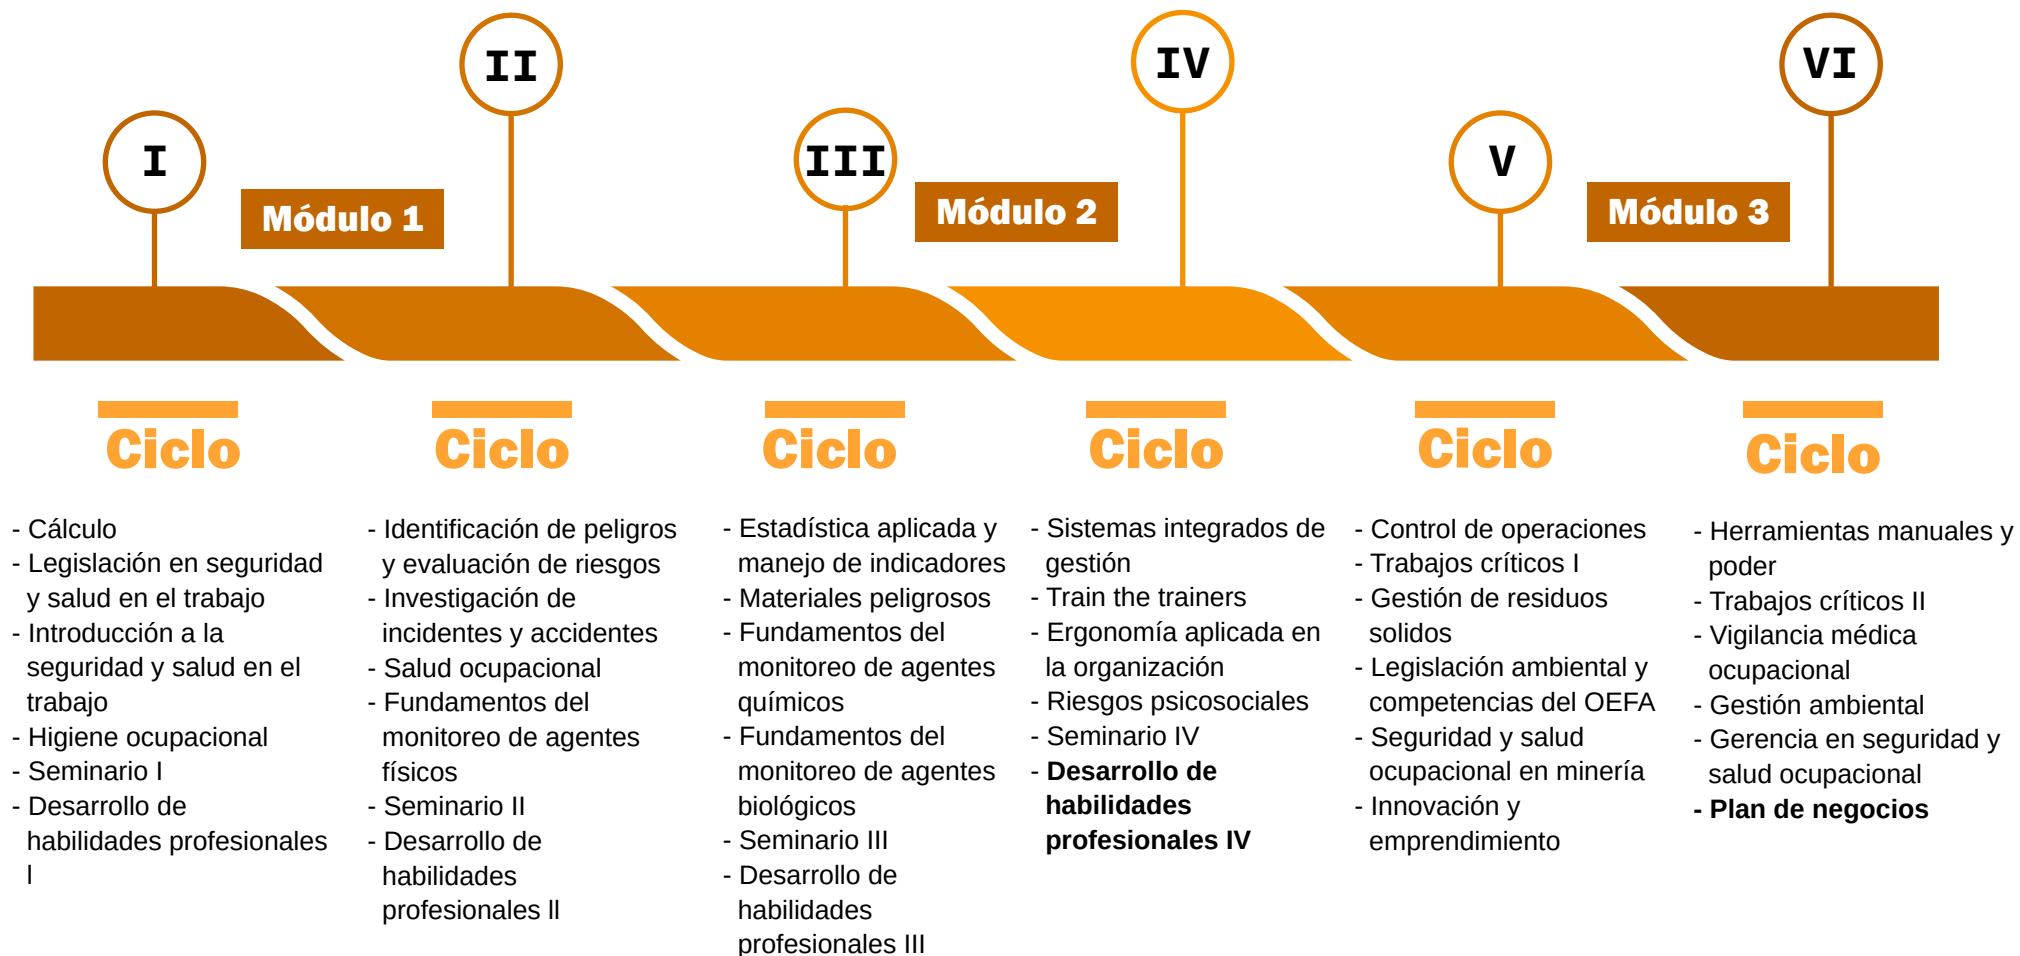 I
II
III
IV
V
VI
Módulo 1
Módulo 2
Módulo 3
Ciclo
- Cálculo
- Legislación en seguridad
y salud en el trabajo
- Introducción a la
seguridad y salud en el
trabajo
- Higiene ocupacional
- Seminario I
- Desarrollo de
habilidades profesionales
l
Ciclo
- Identificación de peligros
y evaluación de riesgos
- Investigación de
incidentes y accidentes
- Salud ocupacional
- Fundamentos del
monitoreo de agentes
físicos
- Seminario II
- Desarrollo de
habilidades
profesionales ll
Ciclo
- Estadística aplicada y
manejo de indicadores
- Materiales peligrosos
- Fundamentos del
monitoreo de agentes
químicos
- Fundamentos del
monitoreo de agentes
biológicos
- Seminario III
- Desarrollo de
habilidades
profesionales III
Ciclo
- Sistemas integrados de
gestión
- Train the trainers
- Ergonomía aplicada en
la organización
- Riesgos psicosociales
- Seminario IV
- Desarrollo de
habilidades
profesionales IV
Ciclo
- Control de operaciones
- Trabajos críticos I
- Gestión de residuos
solidos
- Legislación ambiental y
competencias del OEFA
- Seguridad y salud
ocupacional en minería
- Innovación y
emprendimiento
Ciclo
- Herramientas manuales y
poder
- Trabajos críticos II
- Vigilancia médica
ocupacional
- Gestión ambiental
- Gerencia en seguridad y
salud ocupacional
- Plan de negocios